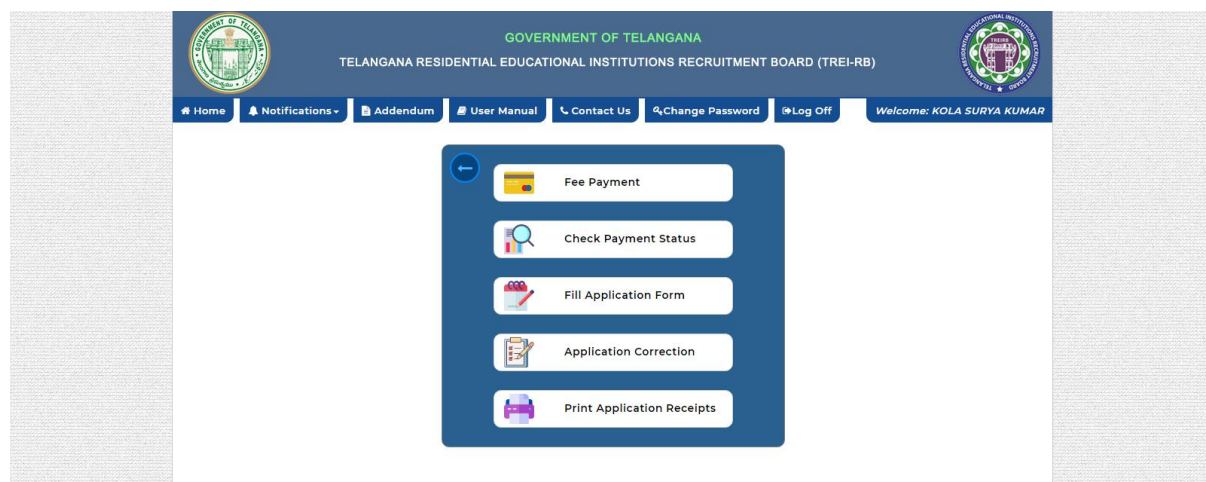 GOVERNMENT OF TELANGANA
TELANGANA RESIDENTIAL EDUCATIONAL INSTITUTIONS RECRUITMENT BOARD (TREI-RB)
Home Notifications Addendum User Manual Contact Us Change Password Log Off Welcome: KOLA SURYA KUMAR
Fee Payment
Check Payment Status
Fill Application Form
Application Correction
Print Application Receipts